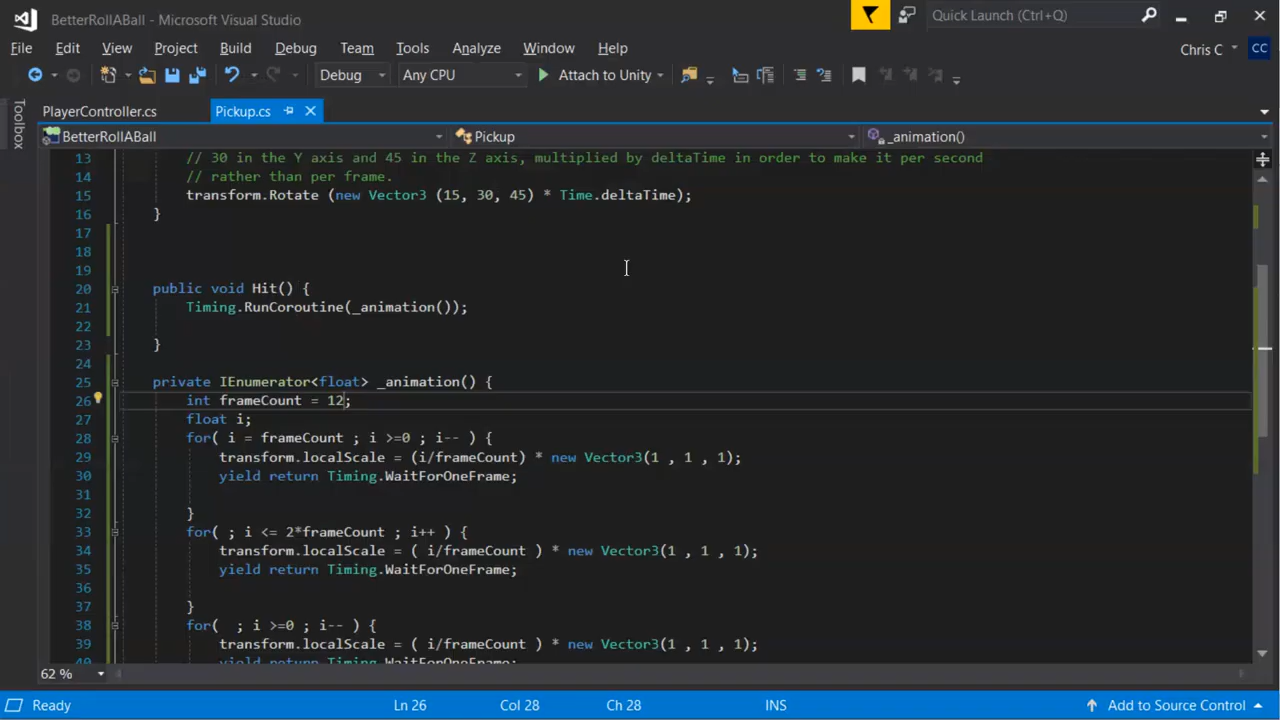 BetterRollABall - Microsoft Visual Studio
Quick Launch (Ctrl+Q)
File Edit View Project Build Debug Team Tools Analyze Window Help
Chris C CC
Debug Any CPU Attach to Unity
Toolbox
PlayerController.cs Pickup.cs
BetterRollABall Pickup _animation()
13 // 30 in the Y axis and 45 in the Z axis, multiplied by deltaTime in order to make it per second
14 // rather than per frame.
15 transform.Rotate (new Vector3 (15, 30, 45) * Time.deltaTime);
16 }
17
18
19
20 public void Hit() {
21 Timing.RunCoroutine(_animation());
22
23 }
24
25 private IEnumerator<float> _animation() {
26 int frameCount = 12;
27 float i;
28 for( i = frameCount ; i >=0 ; i-- ) {
29 transform.localScale = (i/frameCount) * new Vector3(1 , 1 , 1);
30 yield return Timing.WaitForOneFrame;
31
32 }
33 for( ; i <= 2*frameCount ; i++ ) {
34 transform.localScale = ( i/frameCount ) * new Vector3(1 , 1 , 1);
35 yield return Timing.WaitForOneFrame;
36
37 }
38 for( ; i >=0 ; i-- ) {
39 transform.localScale = ( i/frameCount ) * new Vector3(1 , 1 , 1);
40 yield return Timing.WaitForOneFrame;
62 %
Ready Ln 26 Col 28 Ch 28 INS Add to Source Control